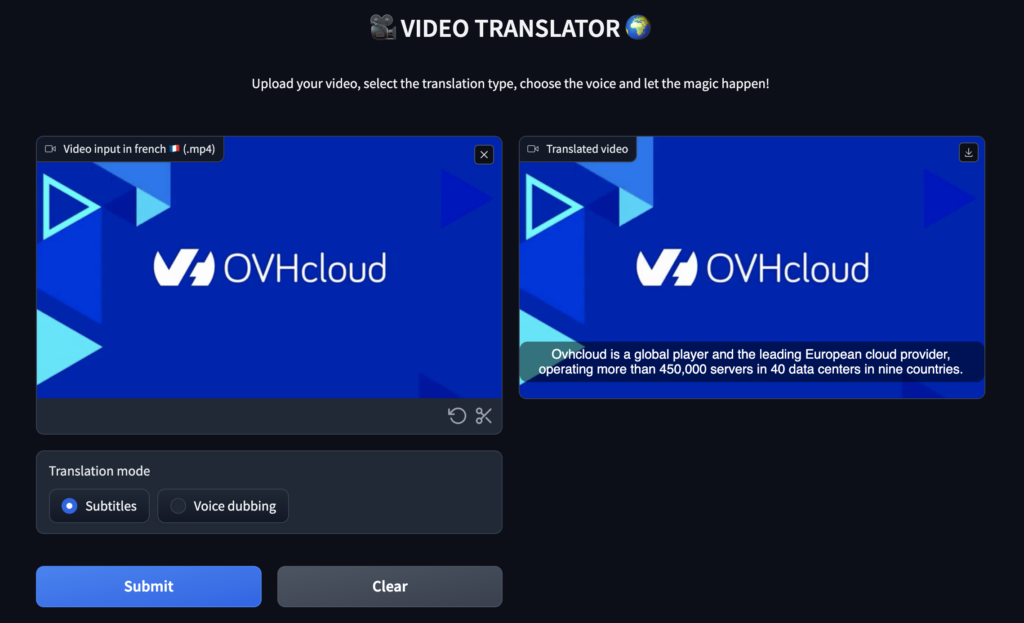 🎥 VIDEO TRANSLATOR 🌍
Upload your video, select the translation type, choose the voice and let the magic happen!
Video input in french 🇫🇷 (.mp4)
OVHcloud
Translated video
OVHcloud
Ovhcloud is a global player and the leading European cloud provider,
operating more than 450,000 servers in 40 data centers in nine countries.
Translation mode
Subtitles
Voice dubbing
Submit
Clear